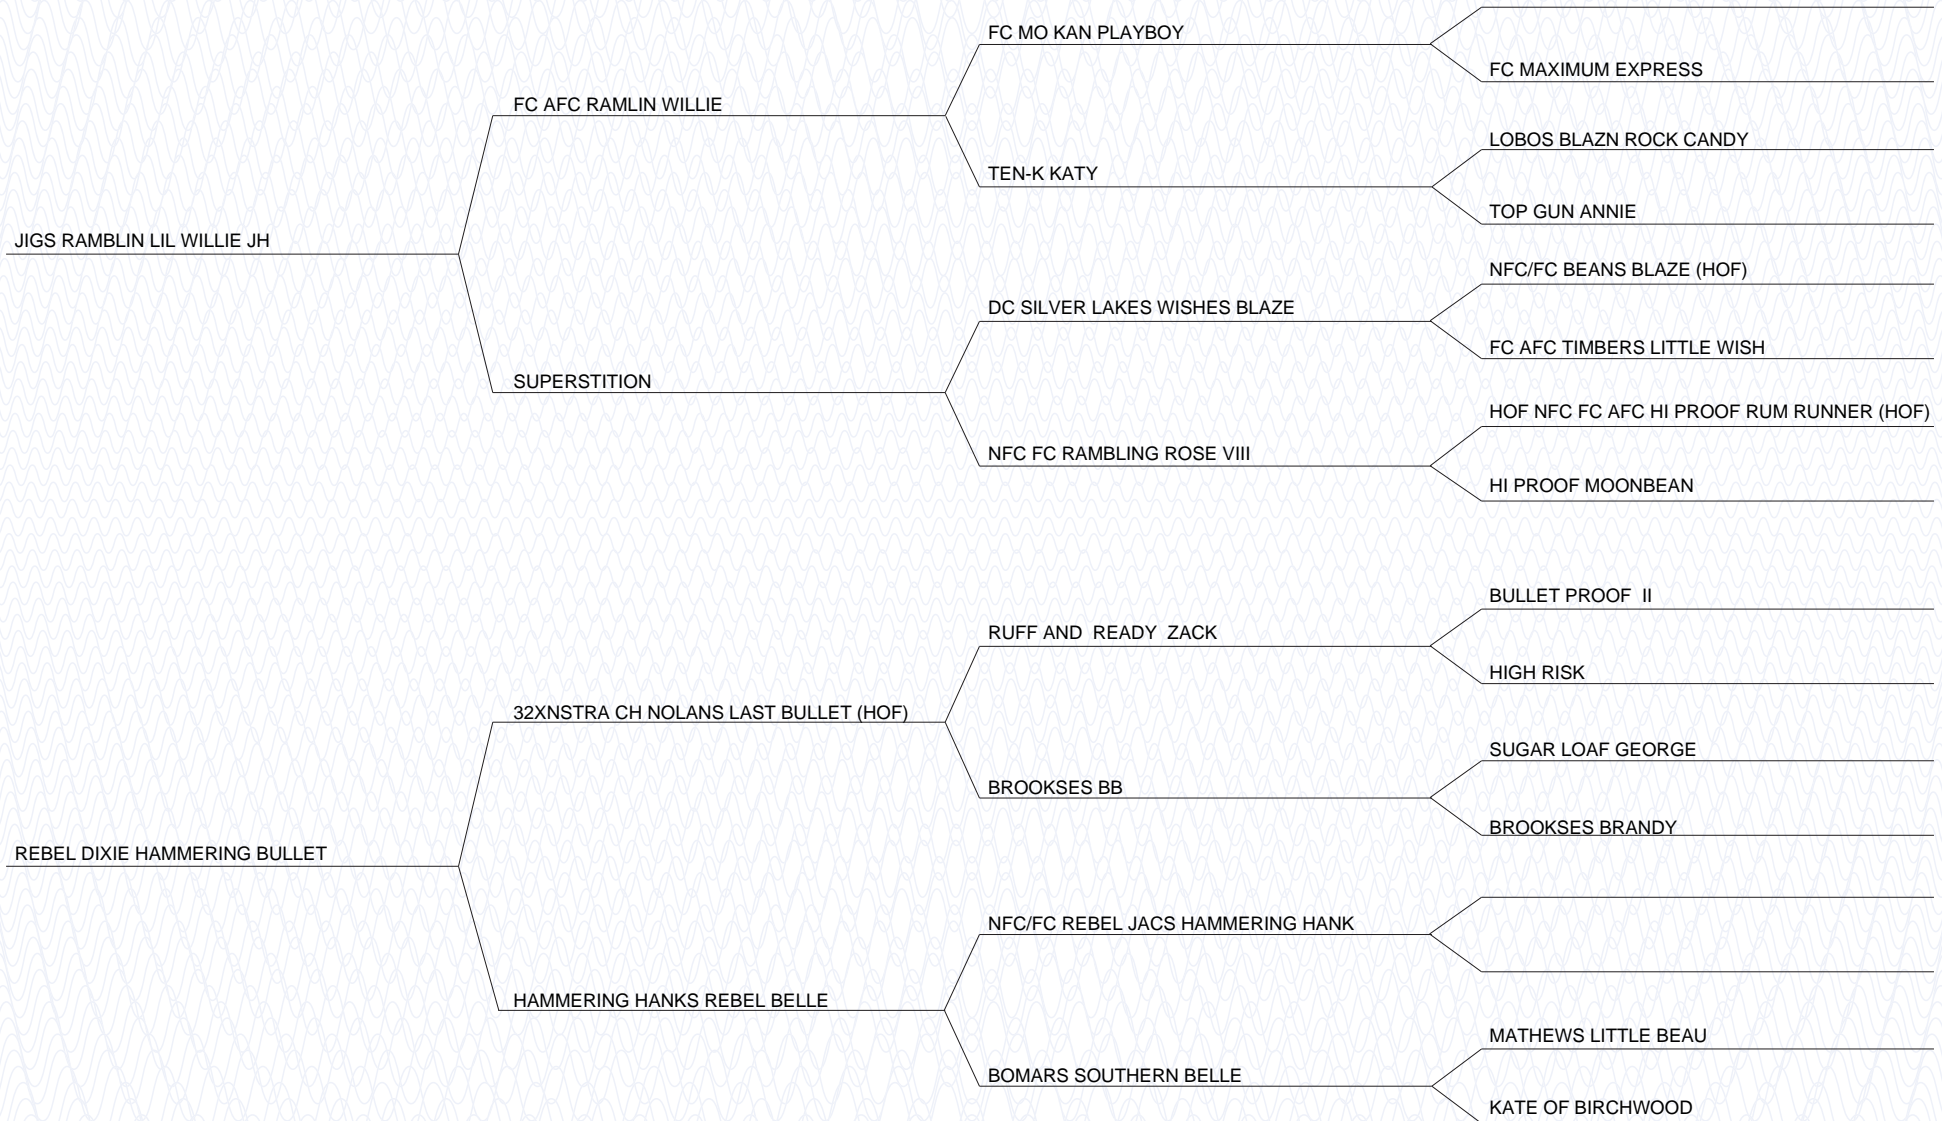 FC MO KAN PLAYBOY
FC MAXIMUM EXPRESS
FC AFC RAMLIN WILLIE
LOBOS BLAZN ROCK CANDY
TEN-K KATY
TOP GUN ANNIE
JIGS RAMBLIN LIL WILLIE JH
NFC/FC BEANS BLAZE (HOF)
DC SILVER LAKES WISHES BLAZE
FC AFC TIMBERS LITTLE WISH
SUPERSTITION
HOF NFC FC AFC HI PROOF RUM RUNNER (HOF)
NFC FC RAMBLING ROSE VIII
HI PROOF MOONBEAN
BULLET PROOF  II
RUFF AND  READY  ZACK
HIGH RISK
32XNSTRA CH NOLANS LAST BULLET (HOF)
SUGAR LOAF GEORGE
BROOKSES BB
BROOKSES BRANDY
REBEL DIXIE HAMMERING BULLET
NFC/FC REBEL JACS HAMMERING HANK
HAMMERING HANKS REBEL BELLE
MATHEWS LITTLE BEAU
BOMARS SOUTHERN BELLE
KATE OF BIRCHWOOD